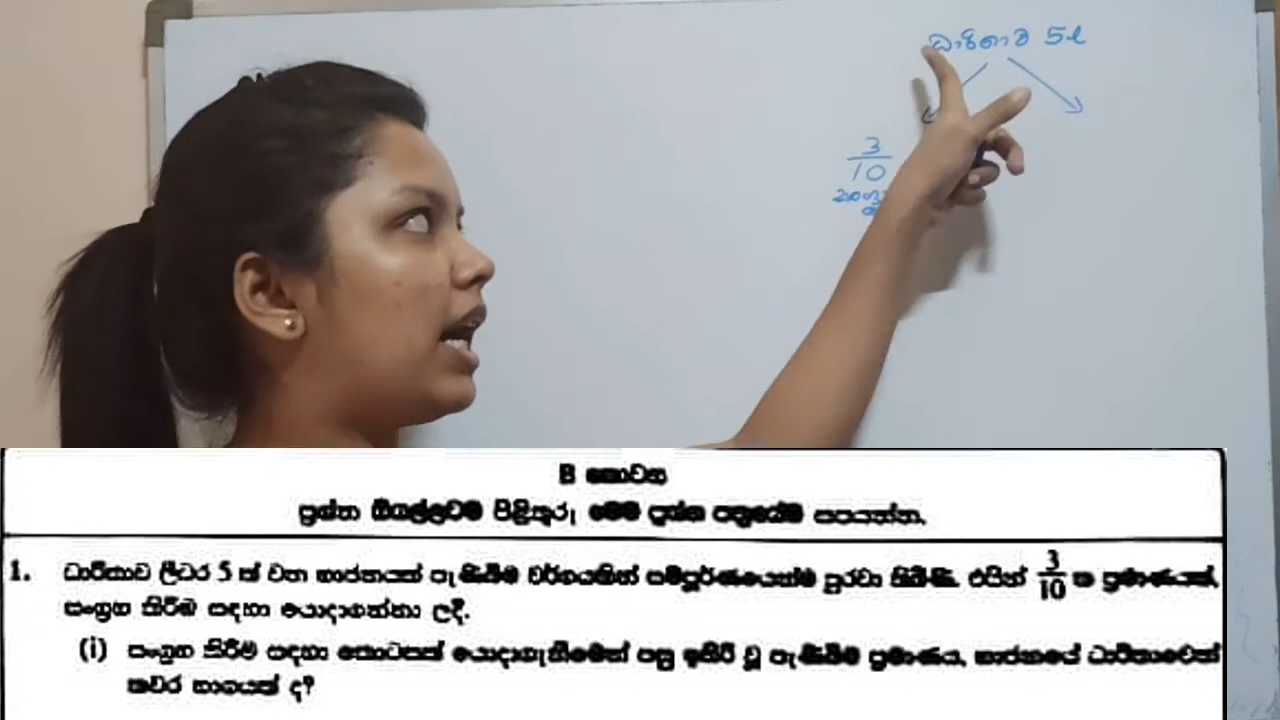 ධාරිතාව 5l
3
10
B කොටස
ප්‍රශ්න සියල්ලටම පිළිතුරු මෙම ප්‍රශ්න පත්‍රයේම සපයන්න.
1. ධාරිතාව ලීටර 5 ක් වන භාජනයක් පැණිබීම වර්ගයකින් සම්පූර්ණයෙන්ම පුරවා තිබිණි. එයින් 3/10 ක ප්‍රමාණයක්,
සංග්‍රහ කිරීම සඳහා යොදාගන්නා ලදී.
(i) සංග්‍රහ කිරීම සඳහා කොටසක් යොදාගැනීමෙන් පසු ඉතිරි වූ පැණිබීම ප්‍රමාණය, භාජනයේ ධාරිතාවෙන්
කවර භාගයක් ද?